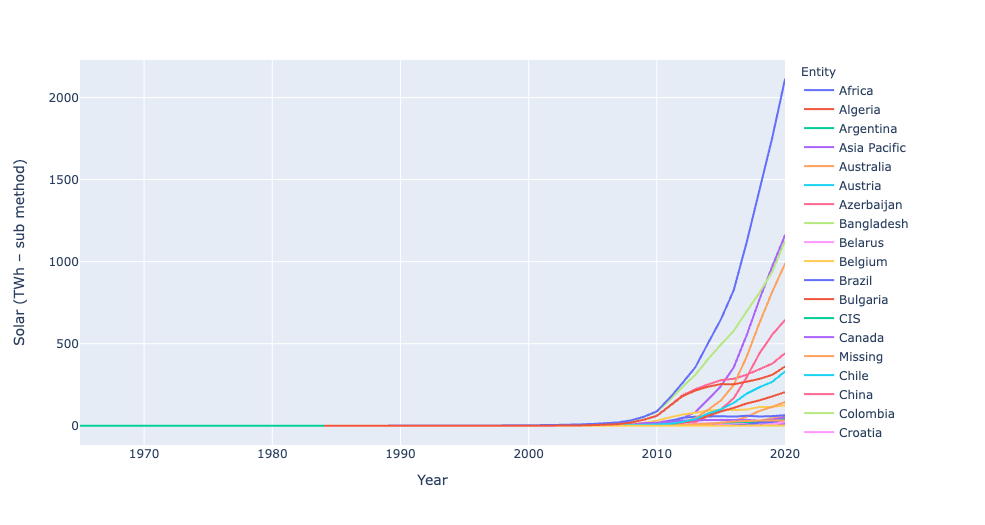 Entity
Africa
Algeria
Argentina
Asia Pacific
Australia
Austria
Azerbaijan
Bangladesh
Belarus
Belgium
Brazil
Bulgaria
CIS
Canada
Missing
Chile
China
Colombia
Croatia
2000
1500
1000
500
0
Solar (TWh – sub method)
1970 1980 1990 2000 2010 2020
Year